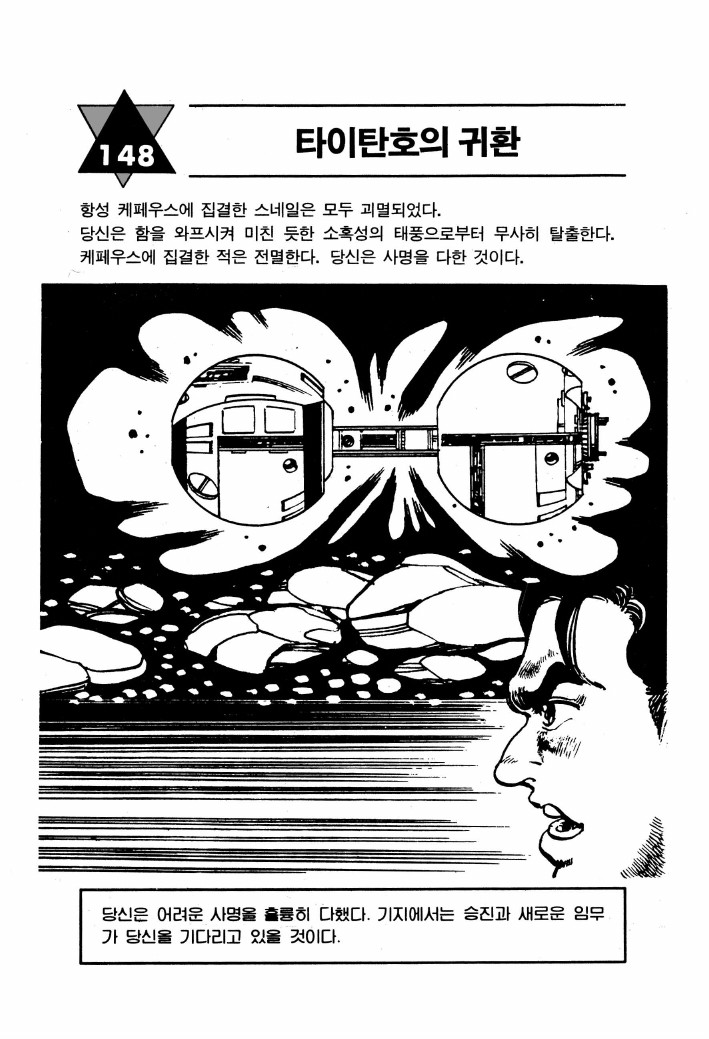 148
타이탄호의 귀환
항성 케페우스에 집결한 스네일은 모두 괴멸되었다.
당신은 함을 와프시켜 미친 듯한 소혹성의 태풍으로부터 무사히 탈출한다.
케페우스에 집결한 적은 전멸한다. 당신은 사명을 다한 것이다.
당신은 어려운 사명을 훌륭히 다했다. 기지에서는 승진과 새로운 임무
가 당신을 기다리고 있을 것이다.